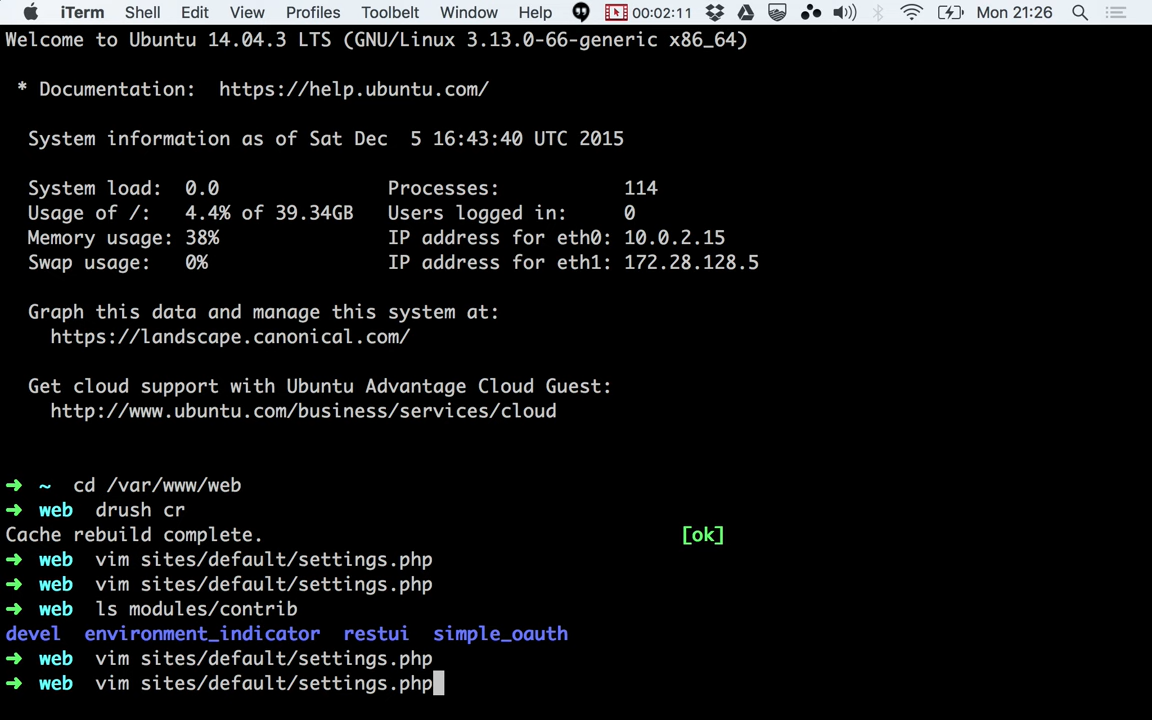 iTerm Shell Edit View Profiles Toolbelt Window Help 00:02:11 Mon 21:26
Welcome to Ubuntu 14.04.3 LTS (GNU/Linux 3.13.0-66-generic x86_64)
* Documentation:  https://help.ubuntu.com/
System information as of Sat Dec  5 16:43:40 UTC 2015
System load:  0.0               Processes:           114
Usage of /:   4.4% of 39.34GB   Users logged in:     0
Memory usage: 38%               IP address for eth0: 10.0.2.15
Swap usage:   0%                IP address for eth1: 172.28.128.5
Graph this data and manage this system at:
https://landscape.canonical.com/
Get cloud support with Ubuntu Advantage Cloud Guest:
http://www.ubuntu.com/business/services/cloud
➜  ~  cd /var/www/web
➜  web  drush cr
Cache rebuild complete. [ok]
➜  web  vim sites/default/settings.php
➜  web  vim sites/default/settings.php
➜  web  ls modules/contrib
devel  environment_indicator  restui  simple_oauth
➜  web  vim sites/default/settings.php
➜  web  vim sites/default/settings.php